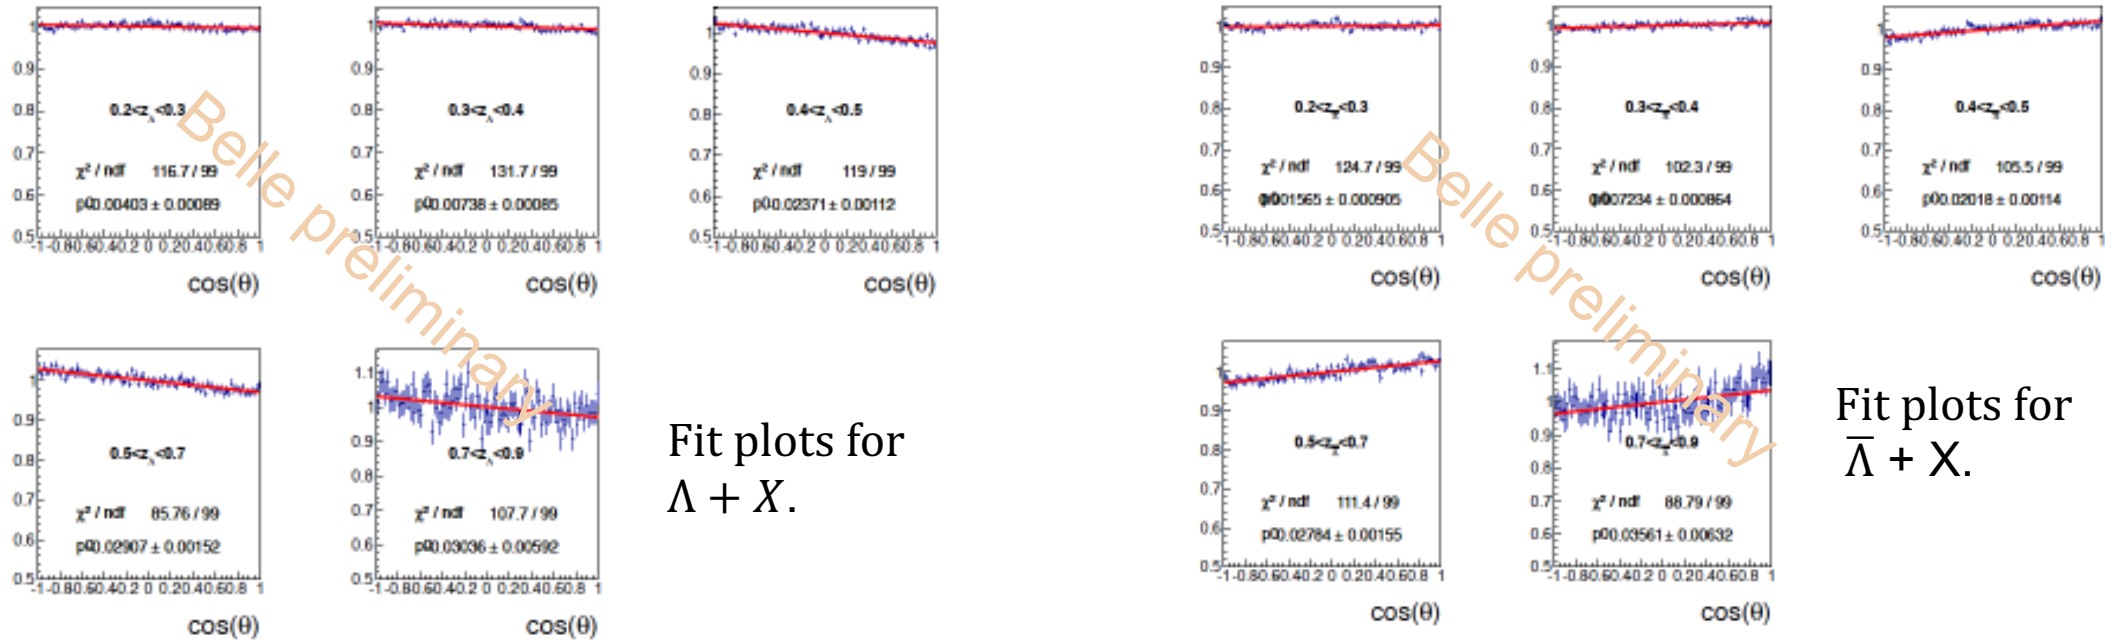 0.2<z_Λ<0.3
χ² / ndf 116.7 / 99
p0 0.00403 ± 0.00089
cos(θ)
0.3<z_Λ<0.4
χ² / ndf 131.7 / 99
p0 0.00738 ± 0.00085
cos(θ)
0.4<z_Λ<0.5
χ² / ndf 119 / 99
p0 0.02371 ± 0.00112
cos(θ)
0.5<z_Λ<0.7
χ² / ndf 85.76 / 99
p0 0.02907 ± 0.00152
cos(θ)
0.7<z_Λ<0.9
χ² / ndf 107.7 / 99
p0 0.03036 ± 0.00592
cos(θ)
Belle preliminary
Fit plots for
Λ + X.
0.2<z_Λ̅<0.3
χ² / ndf 124.7 / 99
p0 0.001565 ± 0.000905
cos(θ)
0.3<z_Λ̅<0.4
χ² / ndf 102.3 / 99
p0 0.007234 ± 0.000864
cos(θ)
0.4<z_Λ̅<0.5
χ² / ndf 105.5 / 99
p0 0.02018 ± 0.00114
cos(θ)
0.5<z_Λ̅<0.7
χ² / ndf 111.4 / 99
p0 0.02784 ± 0.00155
cos(θ)
0.7<z_Λ̅<0.9
χ² / ndf 88.79 / 99
p0 0.03561 ± 0.00632
cos(θ)
Belle preliminary
Fit plots for
Λ̅ + X.